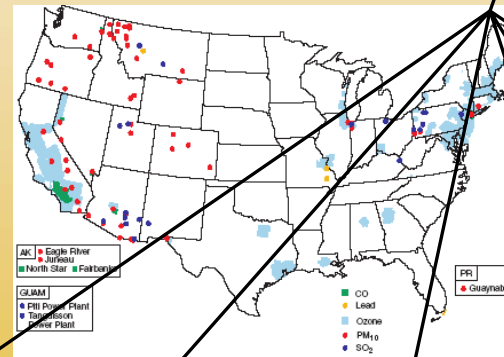 AK
Eagle River
Juneau
North Star
Fairbanks
GUAM
Piti Power Plant
Tanguisson
Power Plant
CO
Lead
Ozone
PM10
SO2
PR
Guaynabo